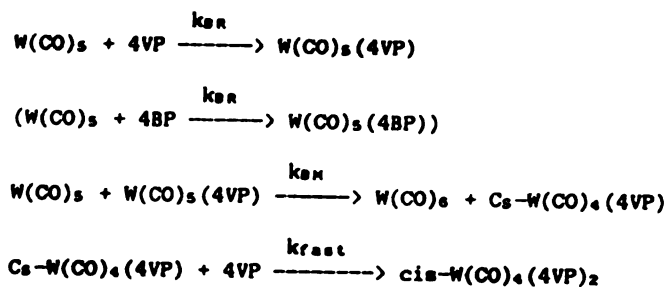 kBR
W(CO)₅ + 4VP ------> W(CO)₅(4VP)
kBR
(W(CO)₅ + 4BP ------> W(CO)₅(4BP))
kBM
W(CO)₅ + W(CO)₅(4VP) ------> W(CO)₆ + Cs-W(CO)₄(4VP)
kfast
Cs-W(CO)₄(4VP) + 4VP --------> cis-W(CO)₄(4VP)₂